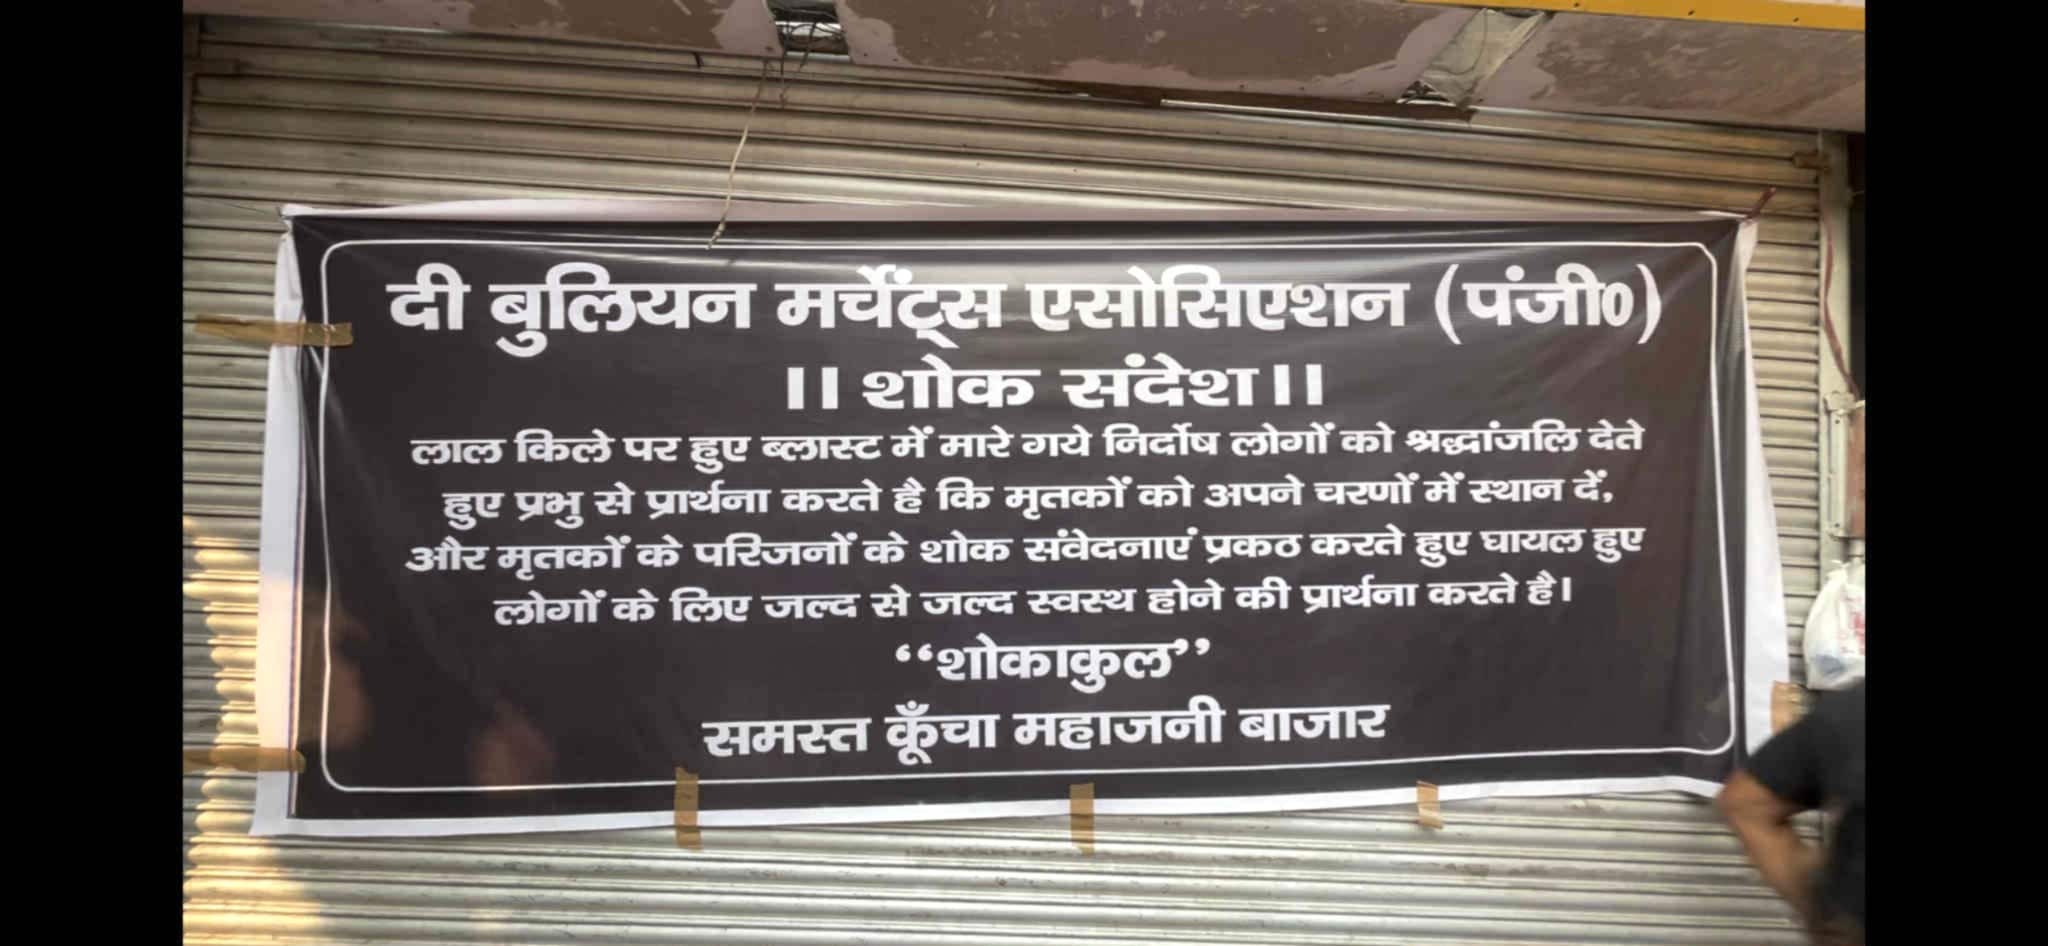 दी बुलियन मर्चेंट्स एसोसिएशन (पंजी0)
।। शोक संदेश ।।
लाल किले पर हुए ब्लास्ट में मारे गये निर्दोष लोगों को श्रद्धांजलि देते
हुए प्रभु से प्रार्थना करते है कि मृतकों को अपने चरणों में स्थान दें,
और मृतकों के परिजनों के शोक संवेदनाएं प्रकठ करते हुए घायल हुए
लोगों के लिए जल्द से जल्द स्वस्थ होने की प्रार्थना करते है।
“शोकाकुल”
समस्त कूँचा महाजनी बाजार